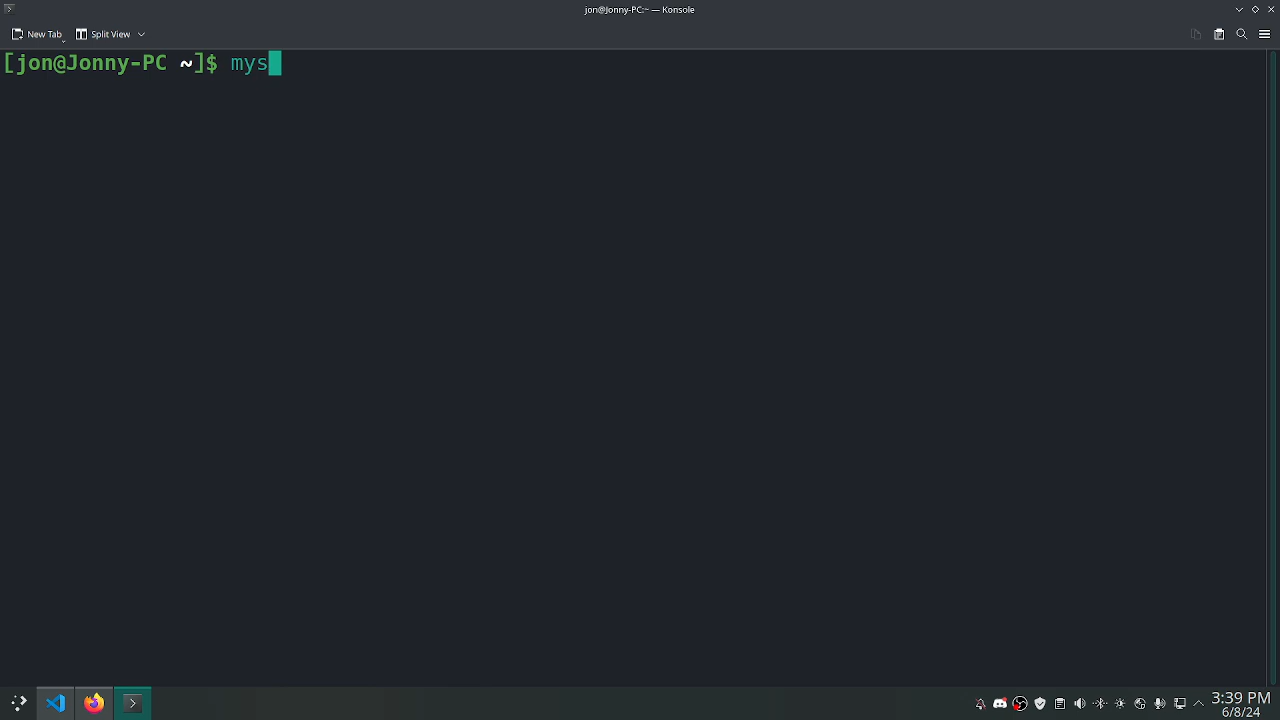 jon@Jonny-PC:~ — Konsole
New Tab
Split View
[jon@Jonny-PC ~]$ mys
3:39 PM
6/8/24